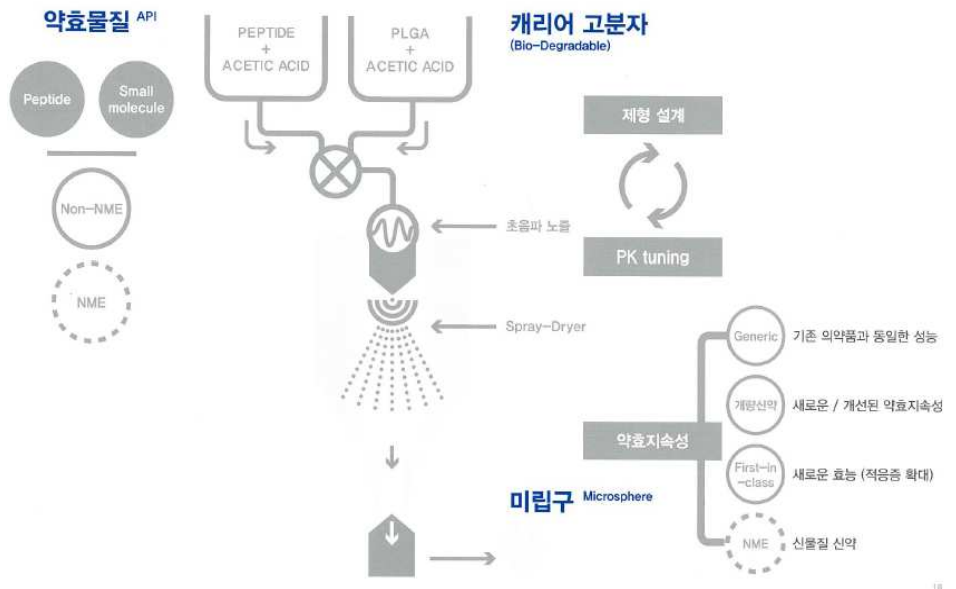 약효물질 API
Peptide
Small
molecule
Non-NME
NME
PEPTIDE
+
ACETIC ACID
PLGA
+
ACETIC ACID
초음파 노즐
Spray-Dryer
캐리어 고분자
(Bio-Degradable)
제형 설계
PK tuning
미립구 Microsphere
약효지속성
Generic 기존 의약품과 동일한 성능
개량신약 새로운 / 개선된 약효지속성
First-in
-class
새로운 효능 (적응증 확대)
NME 신물질 신약